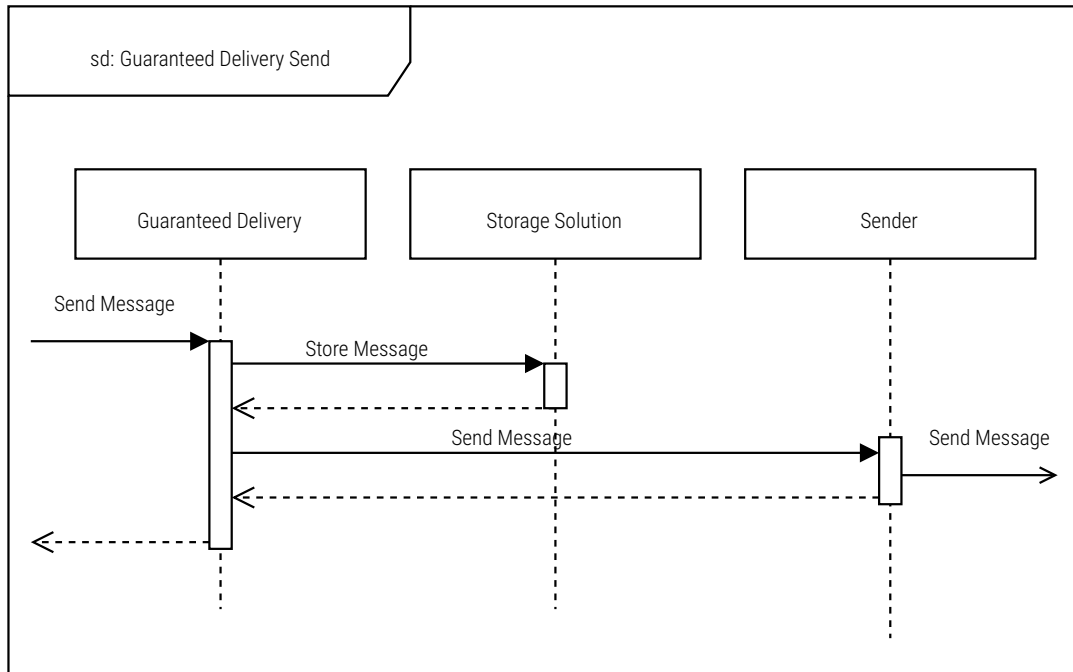 sd: Guaranteed Delivery Send
Guaranteed Delivery
Storage Solution
Sender
Send Message
Store Message
Send Message
Send Message